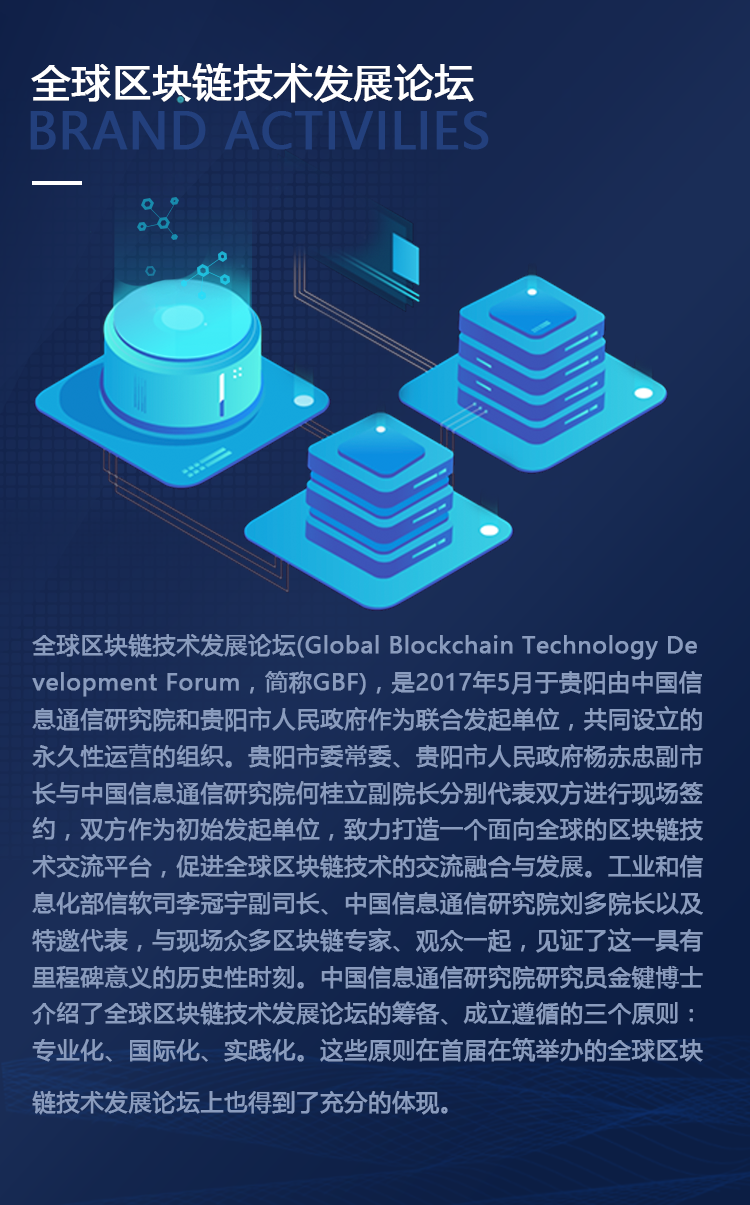 全球区块链技术发展论坛
BRAND ACTIVILIES
全球区块链技术发展论坛(Global Blockchain Technology De
velopment Forum，简称GBF)，是2017年5月于贵阳由中国信
息通信研究院和贵阳市人民政府作为联合发起单位，共同设立的
永久性运营的组织。贵阳市委常委、贵阳市人民政府杨赤忠副市
长与中国信息通信研究院何桂立副院长分别代表双方进行现场签
约，双方作为初始发起单位，致力打造一个面向全球的区块链技
术交流平台，促进全球区块链技术的交流融合与发展。工业和信
息化部信软司李冠宇副司长、中国信息通信研究院刘多院长以及
特邀代表，与现场众多区块链专家、观众一起，见证了这一具有
里程碑意义的历史性时刻。中国信息通信研究院研究员金键博士
介绍了全球区块链技术发展论坛的筹备、成立遵循的三个原则：
专业化、国际化、实践化。这些原则在首届在筑举办的全球区块
链技术发展论坛上也得到了充分的体现。